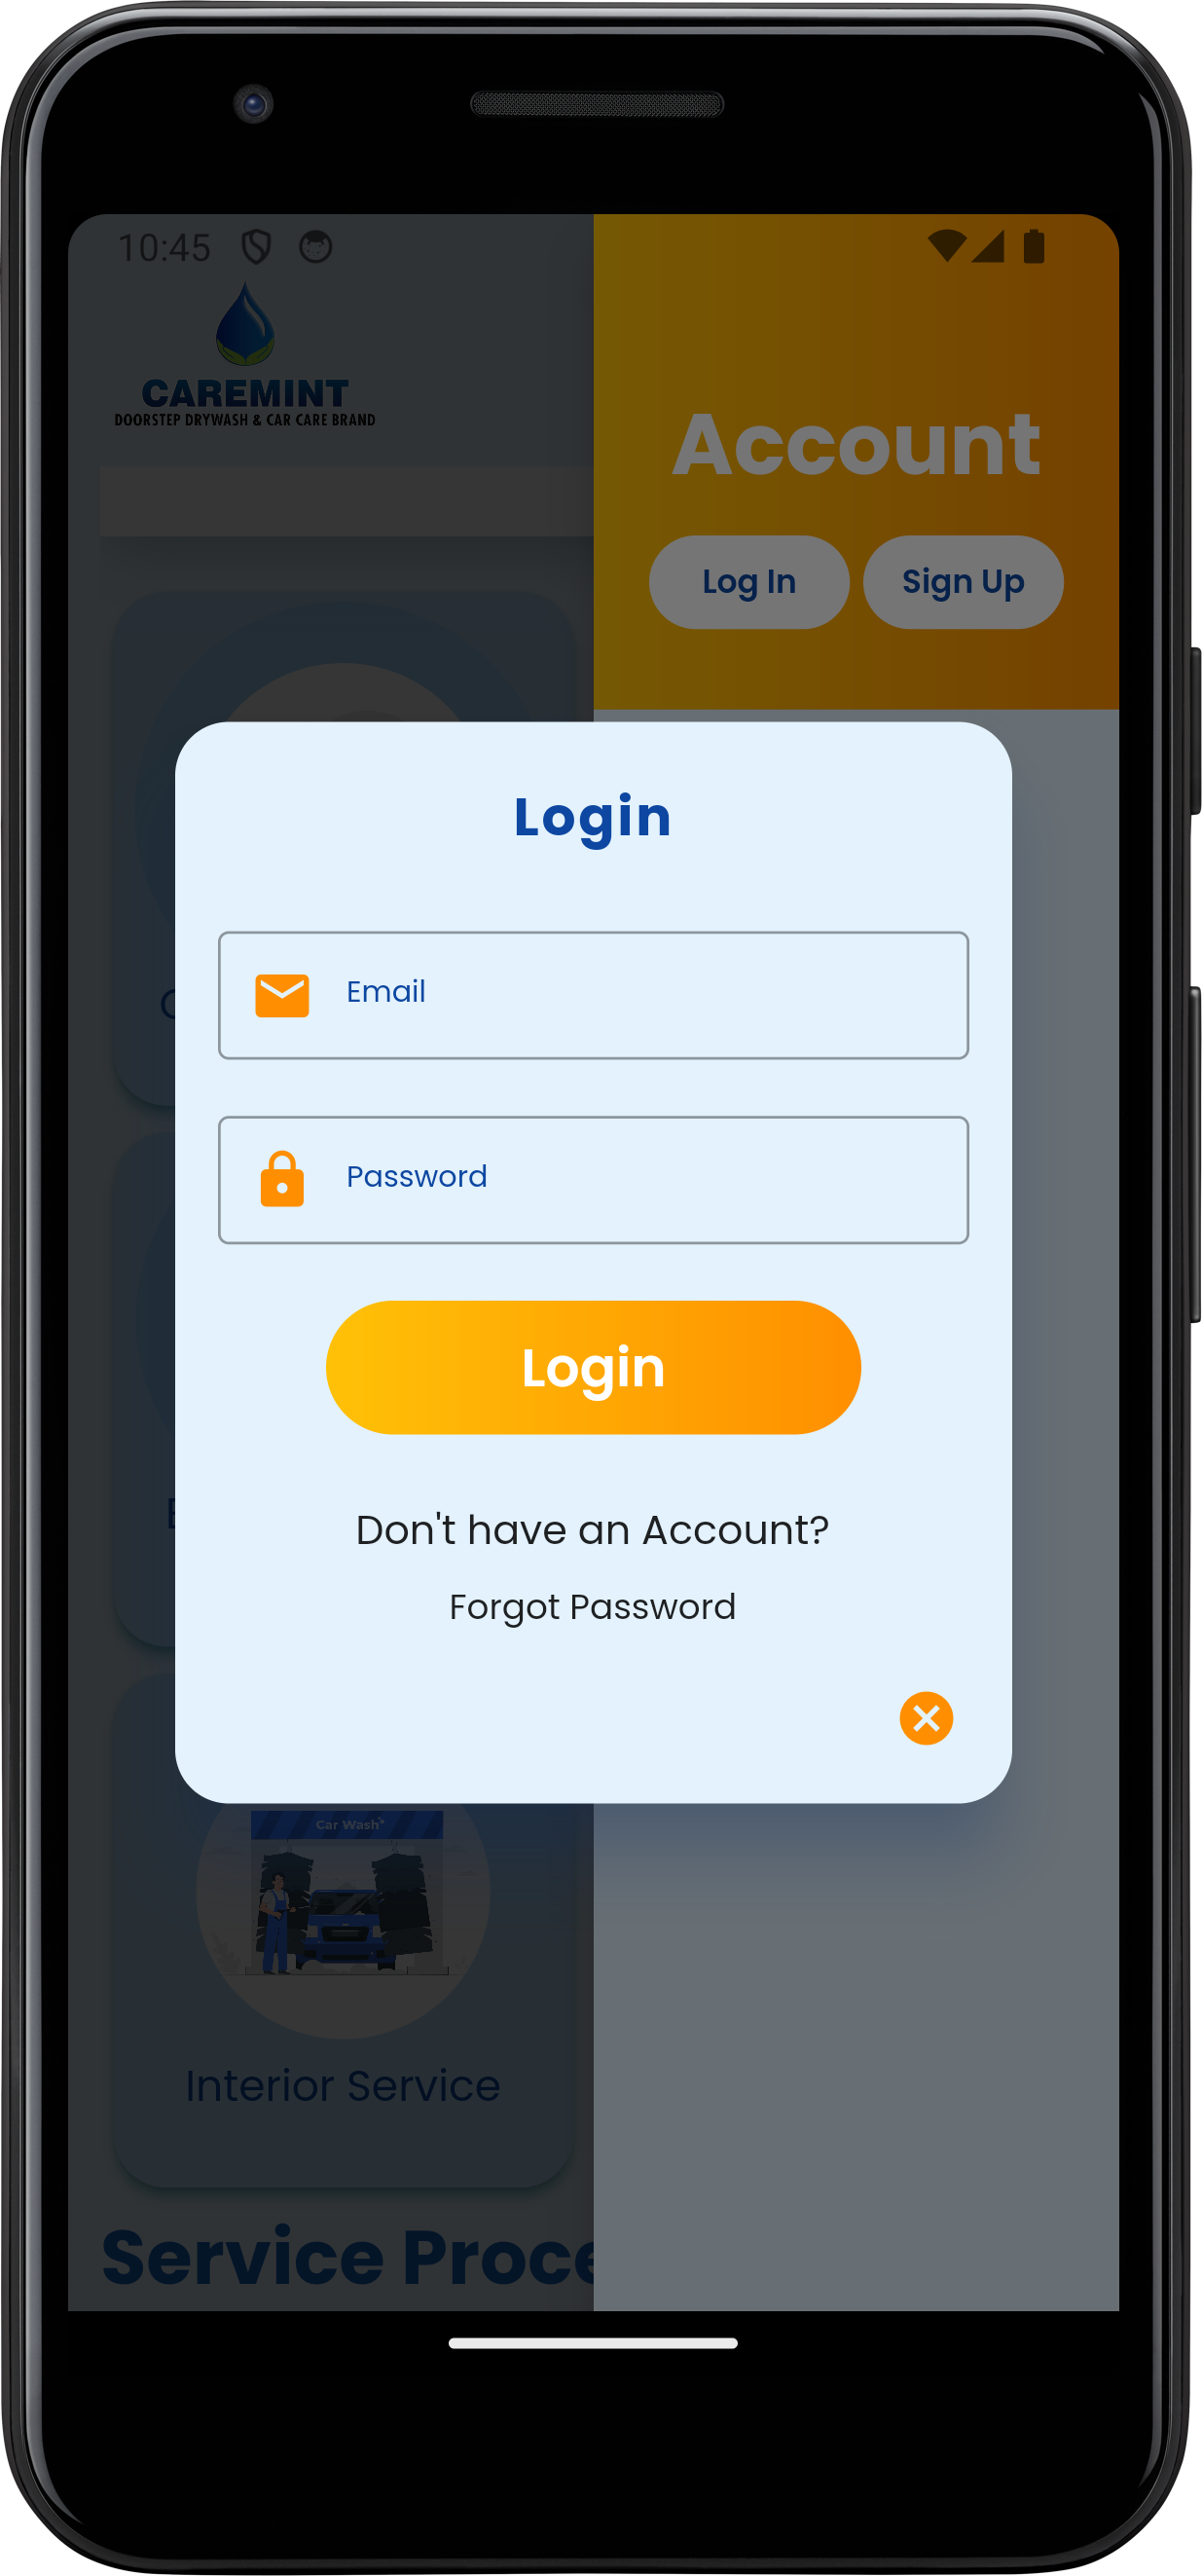 10:45
CAREMINT
DOORSTEP DRYWASH & CAR CARE BRAND
Account
Log In
Sign Up
Login
Email
Password
Login
Don't have an Account?
Forgot Password
Car Wash
Interior Service
Service Proce